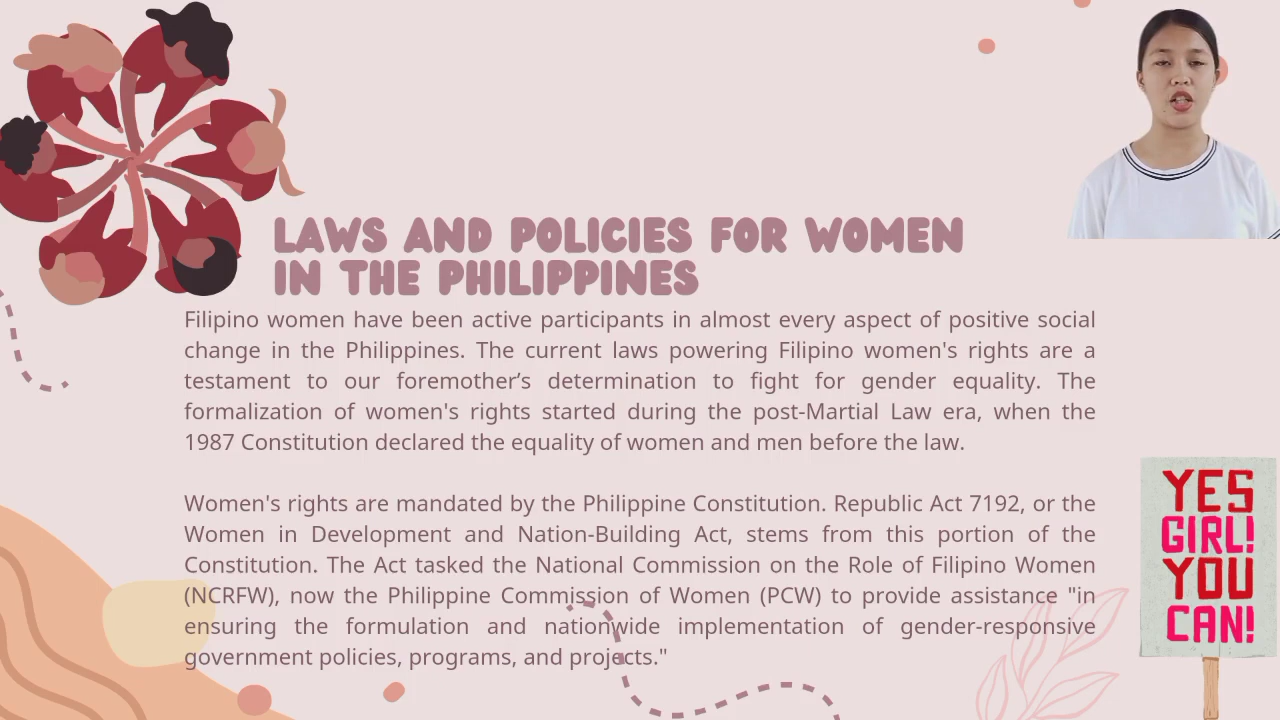 LAWS AND POLICIES FOR WOMEN
IN THE PHILIPPINES
Filipino women have been active participants in almost every aspect of positive social
change in the Philippines. The current laws powering Filipino women's rights are a
testament to our foremother’s determination to fight for gender equality. The
formalization of women's rights started during the post-Martial Law era, when the
1987 Constitution declared the equality of women and men before the law.
Women's rights are mandated by the Philippine Constitution. Republic Act 7192, or the
Women in Development and Nation-Building Act, stems from this portion of the
Constitution. The Act tasked the National Commission on the Role of Filipino Women
(NCRFW), now the Philippine Commission of Women (PCW) to provide assistance "in
ensuring the formulation and nationwide implementation of gender-responsive
government policies, programs, and projects."
YES
GIRL!
YOU
CAN!